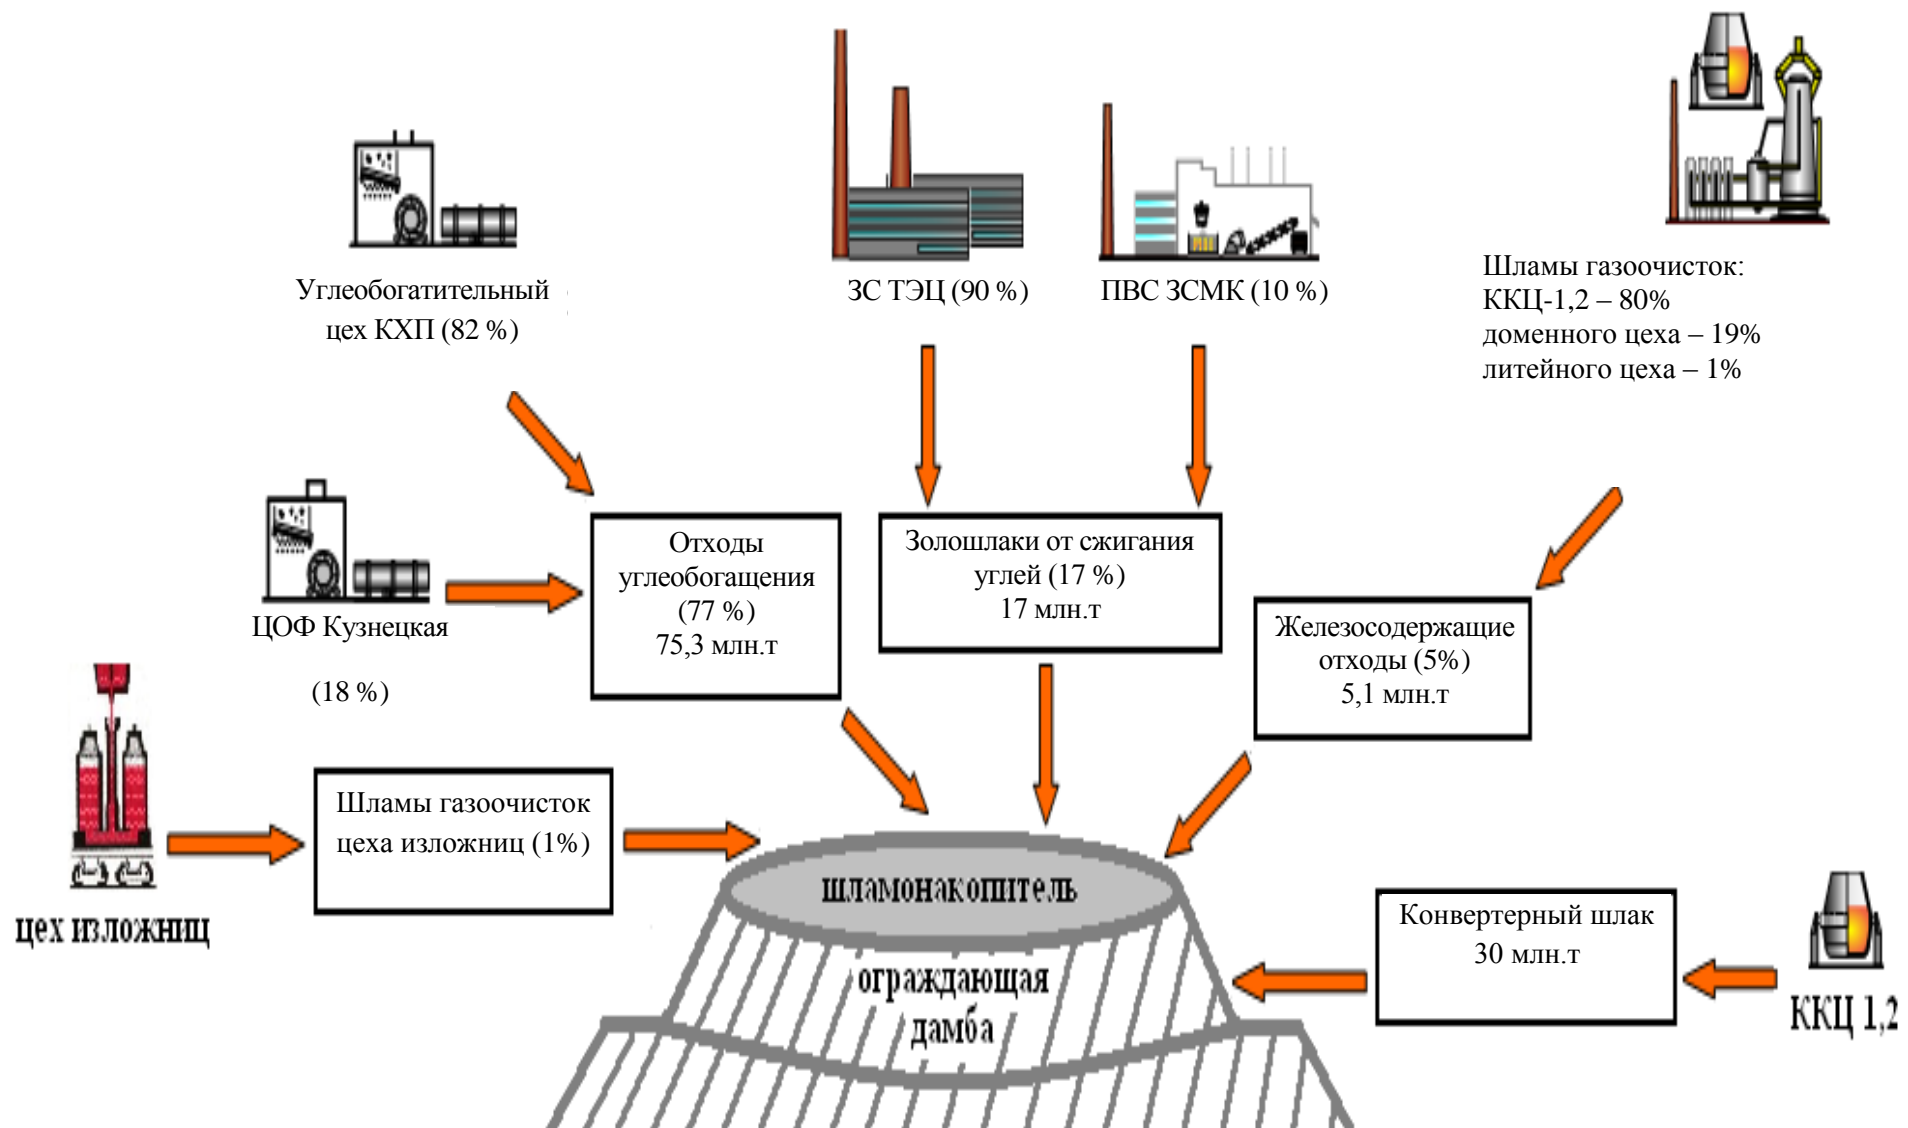 Углеобогатительный
цех КХП (82 %)
ЗС ТЭЦ (90 %)
ПВС ЗСМК (10 %)
Шламы газоочисток:
ККЦ-1,2 – 80%
доменного цеха – 19%
литейного цеха – 1%
ЦОФ Кузнецкая
(18 %)
Отходы
углеобогащения
(77 %)
75,3 млн.т
Золошлаки от сжигания
углей (17 %)
17 млн.т
Железосодержащие
отходы (5%)
5,1 млн.т
цех изложниц
Шламы газоочисток
цеха изложниц (1%)
шламонакопитель
ограждающая
дамба
Конвертерный шлак
30 млн.т
ККЦ 1,2